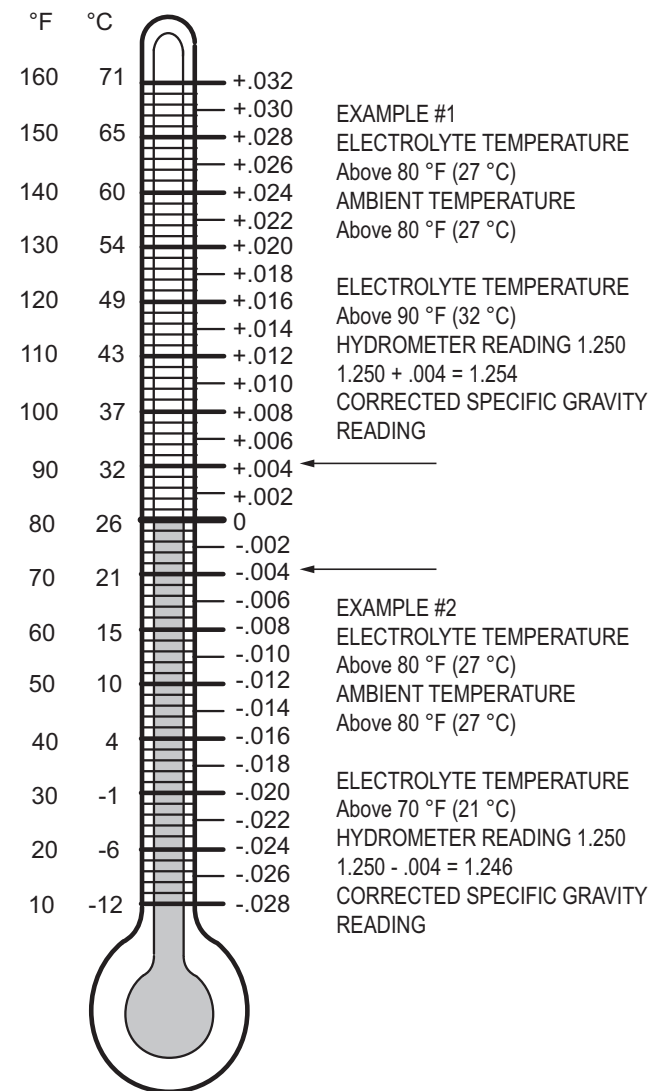 °F °C
160 71 +.032
+.030
150 65 +.028
+.026
140 60 +.024
+.022
130 54 +.020
+.018
120 49 +.016
+.014
110 43 +.012
+.010
100 37 +.008
+.006
90 32 +.004
+.002
80 26 0
-.002
70 21 -.004
-.006
60 15 -.008
-.010
50 10 -.012
-.014
40 4 -.016
-.018
30 -1 -.020
-.022
20 -6 -.024
-.026
10 -12 -.028
EXAMPLE #1
ELECTROLYTE TEMPERATURE
Above 80 °F (27 °C)
AMBIENT TEMPERATURE
Above 80 °F (27 °C)
ELECTROLYTE TEMPERATURE
Above 90 °F (32 °C)
HYDROMETER READING 1.250
1.250 + .004 = 1.254
CORRECTED SPECIFIC GRAVITY
READING
EXAMPLE #2
ELECTROLYTE TEMPERATURE
Above 80 °F (27 °C)
AMBIENT TEMPERATURE
Above 80 °F (27 °C)
ELECTROLYTE TEMPERATURE
Above 70 °F (21 °C)
HYDROMETER READING 1.250
1.250 - .004 = 1.246
CORRECTED SPECIFIC GRAVITY
READING